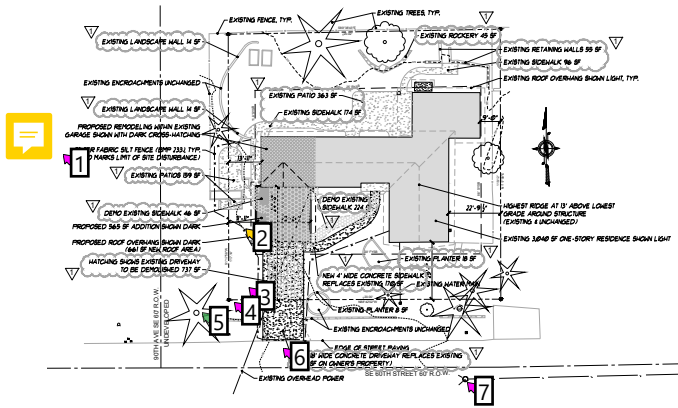 EXISTING FENCE, TYP.
EXISTING TREES, TYP.
EXISTING LANDSCAPE WALL 14 SF
EXISTING ROCKERY 45 SF
EXISTING RETAINING WALLS 55 SF
EXISTING SIDEWALK 96 SF
EXISTING ROOF OVERHANG SHOWN LIGHT, TYP.
EXISTING ENCROACHMENTS UNCHANGED
EXISTING PATIO 363 SF
EXISTING SIDEWALK 174 SF
EXISTING LANDSCAPE WALL 14 SF
PROPOSED REMODELING WITHIN EXISTING
GARAGE SHOWN WITH DARK CROSS-HATCHING
FABRIC SILT FENCE (BMP
MARKS LIMIT OF SITE DISTURBANCE)
1
EXISTING PATIOS 189 SF
DEMO EXISTING
SIDEWALK 224
DEMO EXISTING SIDEWALK 46 SF
PROPOSED 565 SF ADDITION SHOWN DARK
PROPOSED ROOF OVERHANG SHOWN DARK
(661 SF NEW ROOF AREA)
2
22'-9
HIGHEST RIDGE AT 13' ABOVE LOWEST
GRADE AROUND STRUCTURE
(EXISTING & UNCHANGED)
EXISTING 3,040 SF ONE-STORY RESIDENCE SHOWN LIGHT
HATCHING SHOWS EXISTING DRIVEWAY
TO BE DEMOLISHED 737 SF
EXISTING PLANTER 18 SF
NEW 4' WIDE CONCRETE SIDEWALK
REPLACES EXISTING
EXISTING WATER MAIN
3
4
5
EXISTING PLANTER 8 SF
EXISTING ENCROACHMENTS UNCHANGED
60TH AVE SE 60' R.O.W.
UNDEVELOPED
EDGE OF STREET PAVING
6
18' WIDE CONCRETE DRIVEWAY REPLACES EXISTING
SF ON OWNER'S PROPERTY)
EXISTING OVERHEAD POWER
SE 60TH STREET 60' R.O.W.
7